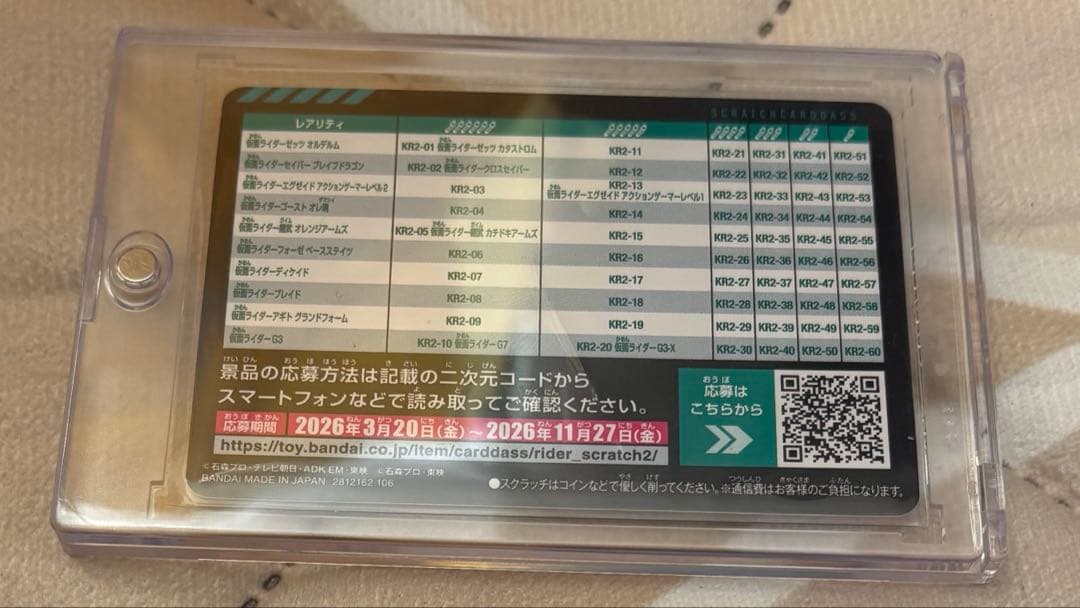 SCRATCHCARDDASS
レアリティ
仮面ライダーゼッツ オルデルム KR2-01 仮面ライダーゼッツ カタストロム KR2-11 KR2-21 KR2-31 KR2-41 KR2-51
仮面ライダーセイバー ブレイブドラゴン KR2-02 仮面ライダークロスセイバー KR2-12 KR2-22 KR2-32 KR2-42 KR2-52
仮面ライダーエグゼイド アクションゲーマーレベル2 KR2-03 KR2-13 仮面ライダーエグゼイド アクションゲーマーレベル1 KR2-23 KR2-33 KR2-43 KR2-53
仮面ライダーゴースト オレ魂 KR2-04 KR2-14 KR2-24 KR2-34 KR2-44 KR2-54
仮面ライダー鎧武 オレンジアームズ KR2-05 仮面ライダー鎧武 カチドキアームズ KR2-15 KR2-25 KR2-35 KR2-45 KR2-55
仮面ライダーフォーゼ ベースステイツ KR2-06 KR2-16 KR2-26 KR2-36 KR2-46 KR2-56
仮面ライダーディケイド KR2-07 KR2-17 KR2-27 KR2-37 KR2-47 KR2-57
仮面ライダーブレイド KR2-08 KR2-18 KR2-28 KR2-38 KR2-48 KR2-58
仮面ライダーアギト グランドフォーム KR2-09 KR2-19 KR2-29 KR2-39 KR2-49 KR2-59
仮面ライダーG3 KR2-10 仮面ライダーG7 KR2-20 仮面ライダーG3-X KR2-30 KR2-40 KR2-50 KR2-60
景品の応募方法は記載の二次元コードから
スマートフォンなどで読み取ってご確認ください。
応募期間 2026年3月20日(金)～2026年11月27日(金)
https://toy.bandai.co.jp/item/carddass/rider_scratch2/
応募は
こちらから
©石森プロ・テレビ朝日・ADK EM・東映 ©石森プロ・東映
BANDAI MADE IN JAPAN 2812162 106
●スクラッチはコインなどで優しく削ってください。※通信費はお客様のご負担になります。